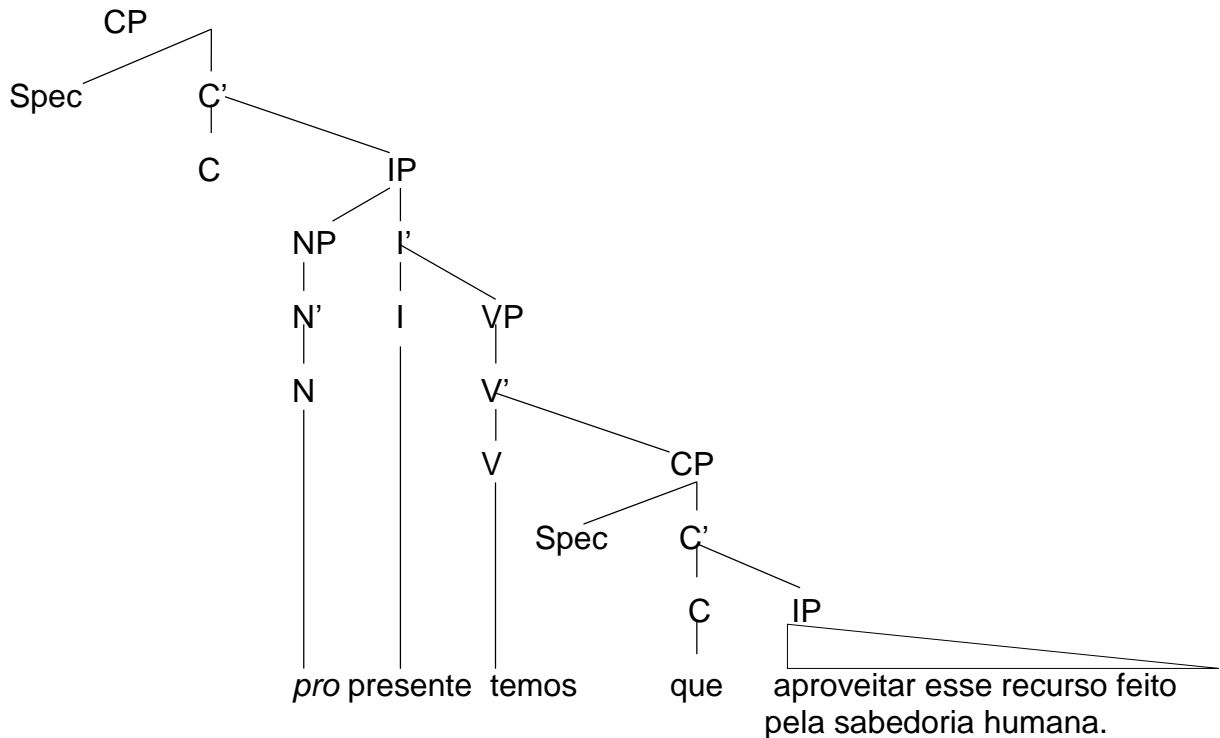 CP
Spec C’
C IP
NP I’
N’ I VP
N V’
V CP
Spec C’
C IP
pro presente temos que aproveitar esse recurso feito
pela sabedoria humana.